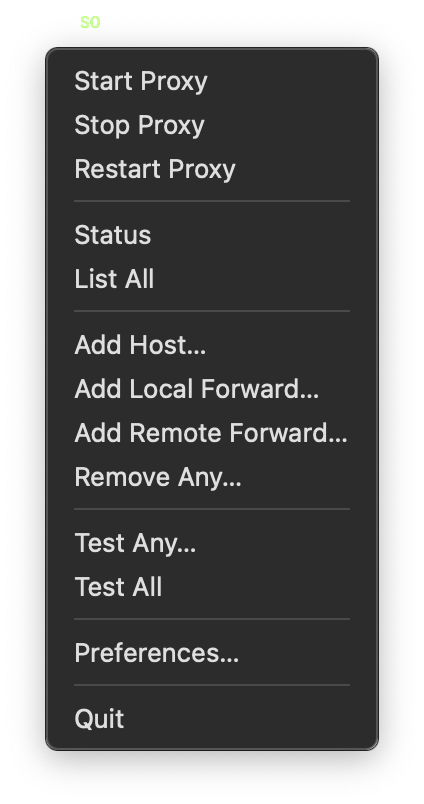 so
Start Proxy
Stop Proxy
Restart Proxy
Status
List All
Add Host...
Add Local Forward...
Add Remote Forward...
Remove Any...
Test Any...
Test All
Preferences...
Quit